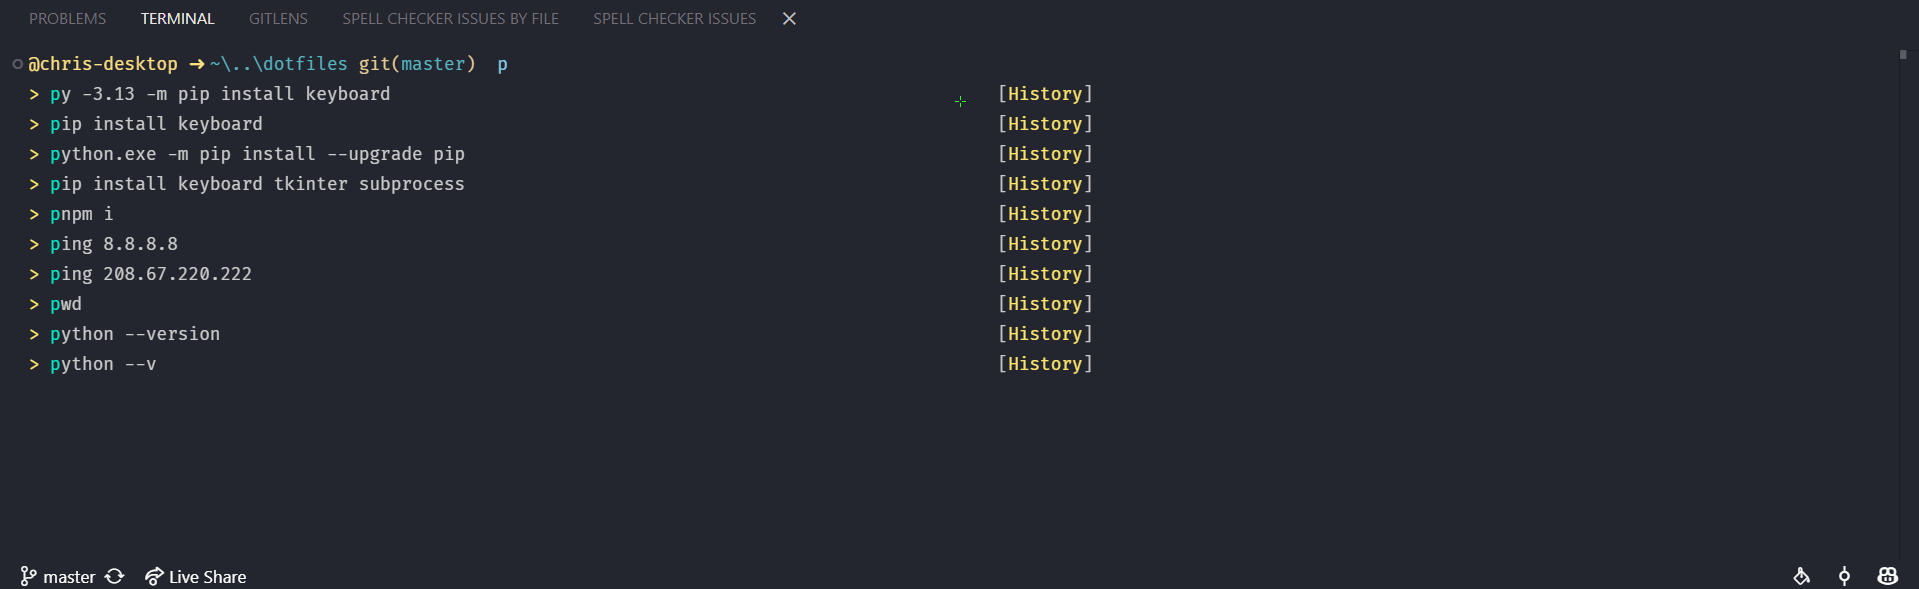 PROBLEMS TERMINAL GITLENS SPELL CHECKER ISSUES BY FILE SPELL CHECKER ISSUES
@chris-desktop ➜ ~\..\dotfiles git(master) p
> py -3.13 -m pip install keyboard [History]
> pip install keyboard [History]
> python.exe -m pip install --upgrade pip [History]
> pip install keyboard tkinter subprocess [History]
> pnpm i [History]
> ping 8.8.8.8 [History]
> ping 208.67.220.222 [History]
> pwd [History]
> python --version [History]
> python --v [History]
master Live Share